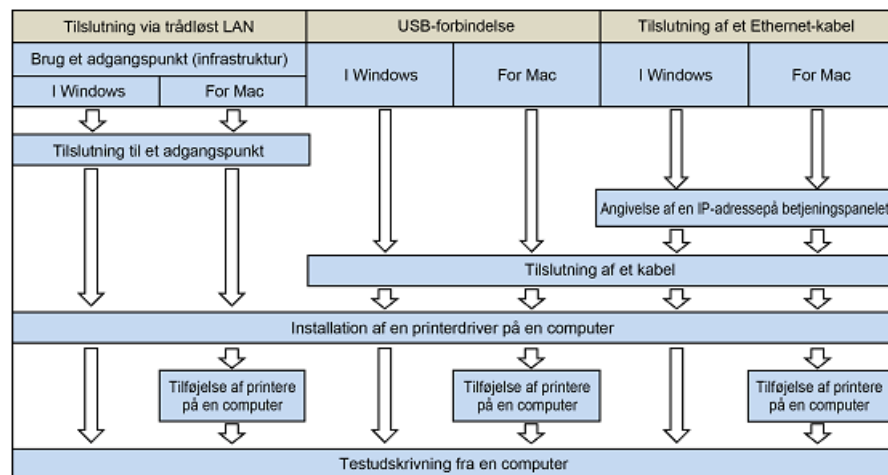 Tilslutning via trådløst LAN
USB-forbindelse
Tilslutning af et Ethernet-kabel
Brug et adgangspunkt (infrastruktur)
I Windows
For Mac
I Windows
For Mac
I Windows
For Mac
Tilslutning til et adgangspunkt
Angivelse af en IP-adressepå betjeningspanelet
Tilslutning af et kabel
Installation af en printerdriver på en computer
Tilføjelse af printere
på en computer
Tilføjelse af printere
på en computer
Tilføjelse af printere
på en computer
Testudskrivning fra en computer